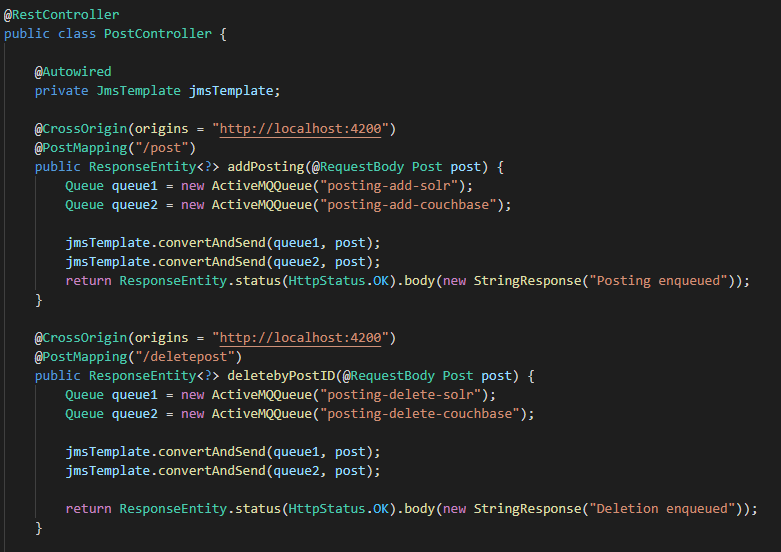 @RestController
public class PostController {
@Autowired
private JmsTemplate jmsTemplate;
@CrossOrigin(origins = "http://localhost:4200")
@PostMapping("/post")
public ResponseEntity<?> addPosting(@RequestBody Post post) {
Queue queue1 = new ActiveMQQueue("posting-add-solr");
Queue queue2 = new ActiveMQQueue("posting-add-couchbase");
jmsTemplate.convertAndSend(queue1, post);
jmsTemplate.convertAndSend(queue2, post);
return ResponseEntity.status(HttpStatus.OK).body(new StringResponse("Posting enqueued"));
}
@CrossOrigin(origins = "http://localhost:4200")
@PostMapping("/deletepost")
public ResponseEntity<?> deletebyPostID(@RequestBody Post post) {
Queue queue1 = new ActiveMQQueue("posting-delete-solr");
Queue queue2 = new ActiveMQQueue("posting-delete-couchbase");
jmsTemplate.convertAndSend(queue1, post);
jmsTemplate.convertAndSend(queue2, post);
return ResponseEntity.status(HttpStatus.OK).body(new StringResponse("Deletion enqueued"));
}